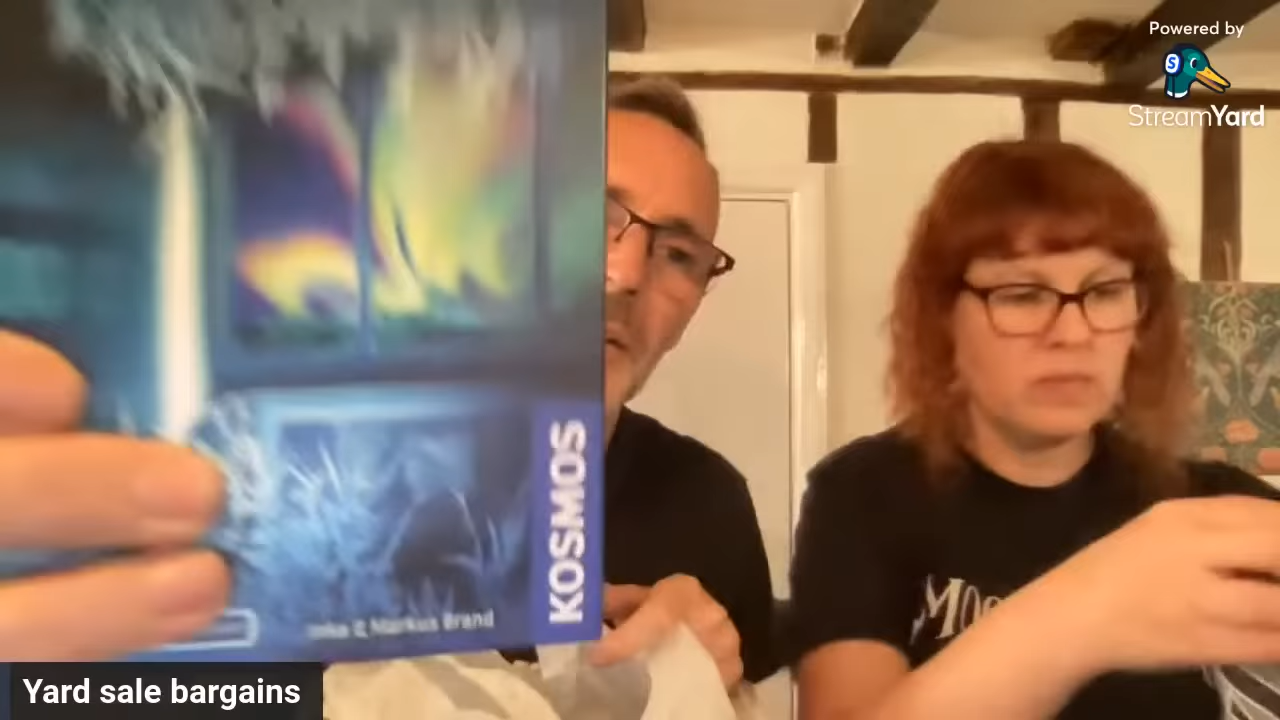 Powered by
S
StreamYard
KOSMOS
& Markus Brand
Yard sale bargains